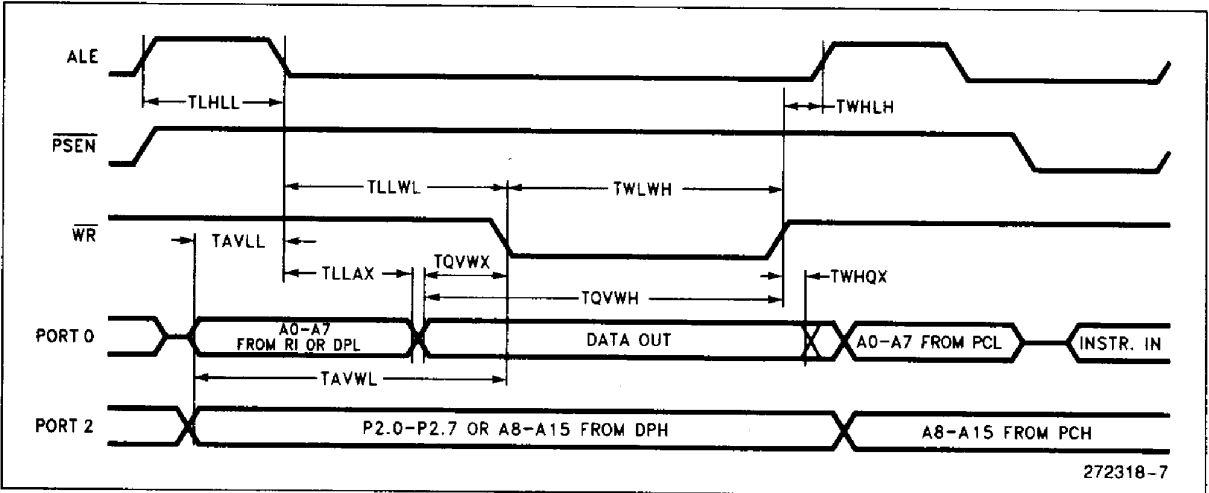 ALE
TLHLL
TWHLH
PSEN
TLLWL
TWLWH
WR
TAVLL
TLLAX
TQVWX
TWHQX
TQVWH
PORT 0
A0-A7
FROM RI OR DPL
DATA OUT
A0-A7 FROM PCL
INSTR. IN
TAVWL
PORT 2
P2.0-P2.7 OR A8-A15 FROM DPH
A8-A15 FROM PCH
272318-7